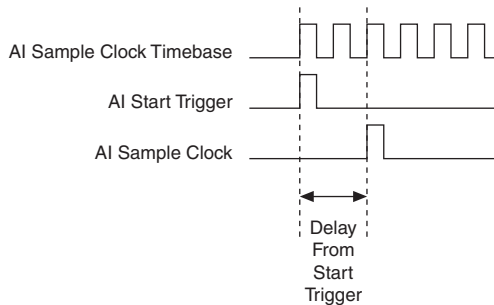 AI Sample Clock Timebase
AI Start Trigger
AI Sample Clock
Delay
From
Start
Trigger